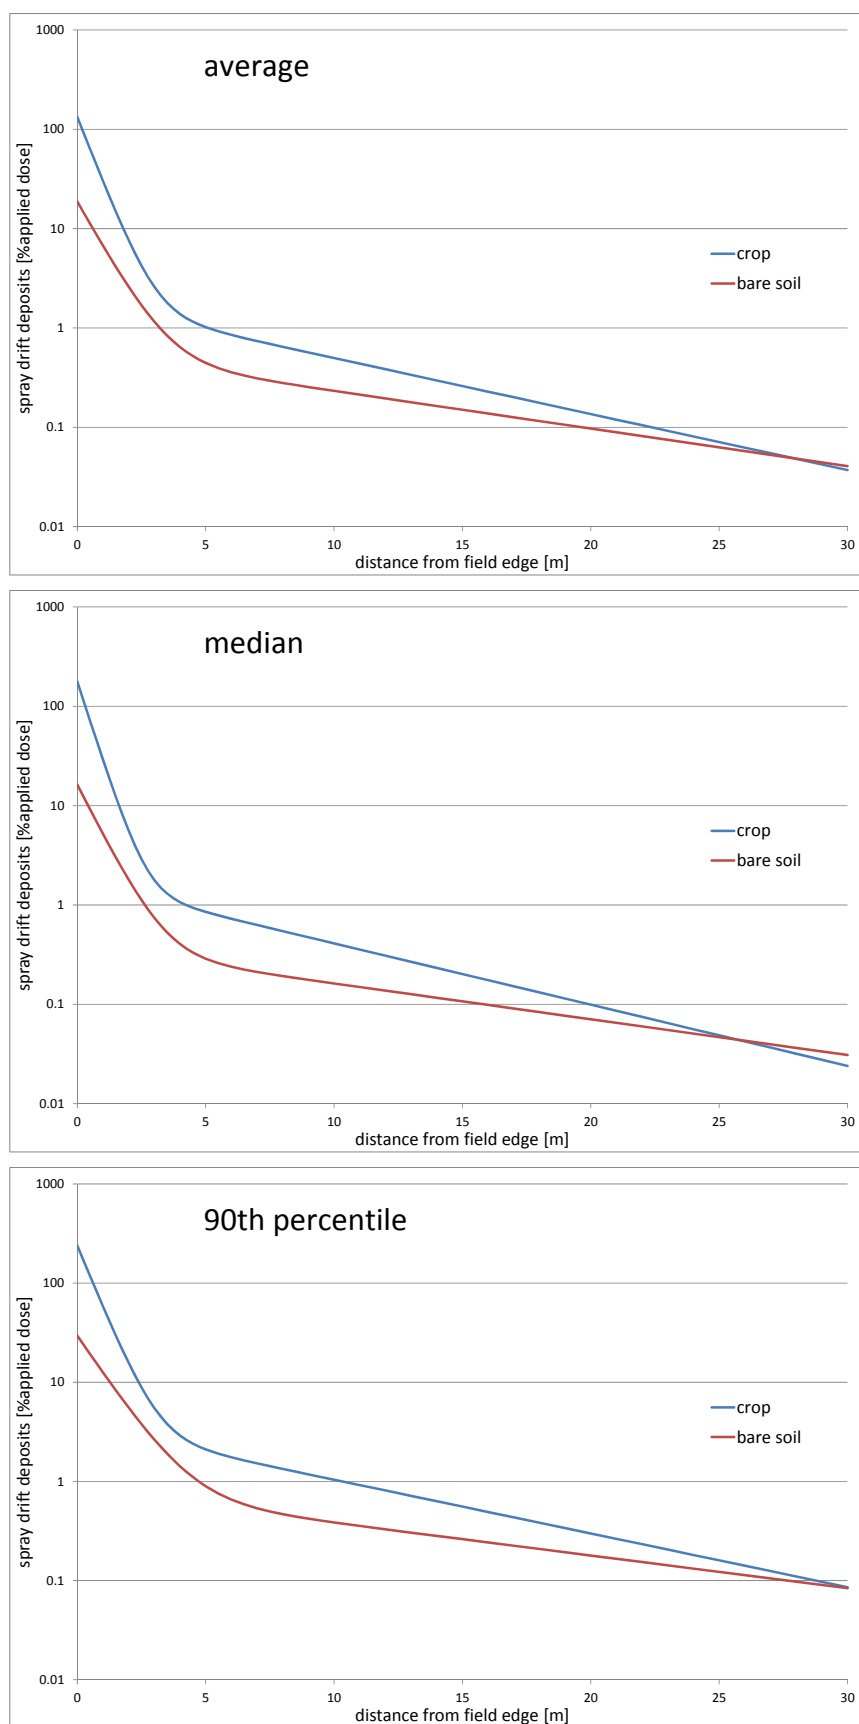 average
1000
100
10
1
0.1
0.01
spray drift deposits [%applied dose]
crop
bare soil
0 5 10 15 20 25 30
distance from field edge [m]
median
1000
100
10
1
0.1
0.01
spray drift deposits [%applied dose]
crop
bare soil
0 5 10 15 20 25 30
distance from field edge [m]
90th percentile
1000
100
10
1
0.1
0.01
spray drift deposits [%applied dose]
crop
bare soil
0 5 10 15 20 25 30
distance from field edge [m]